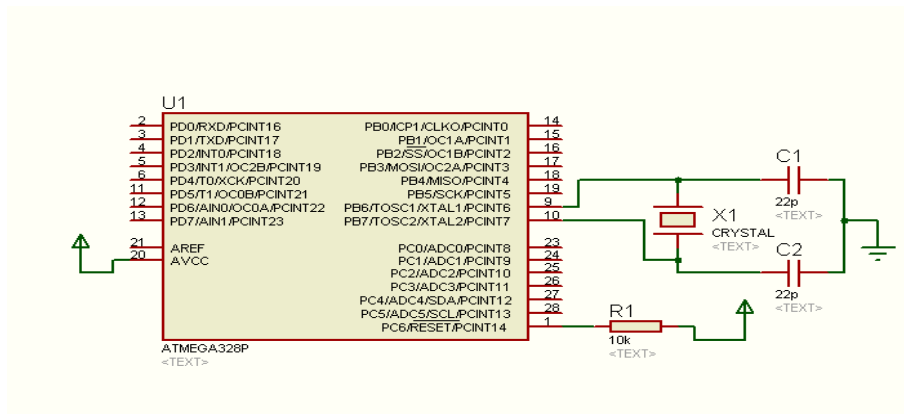 U1
2 PD0/RXD/PCINT16 PB0/ICP1/CLKO/PCINT0 14
3 PD1/TXD/PCINT17 PB1/OC1A/PCINT1 15
4 PD2/INT0/PCINT18 PB2/SS/OC1B/PCINT2 16
5 PD3/INT1/OC2B/PCINT19 PB3/MOSI/OC2A/PCINT3 17
6 PD4/T0/XCK/PCINT20 PB4/MISO/PCINT4 18
11 PD5/T1/OC0B/PCINT21 PB5/SCK/PCINT5 19
12 PD6/AIN0/OC0A/PCINT22 PB6/TOSC1/XTAL1/PCINT6 9
13 PD7/AIN1/PCINT23 PB7/TOSC2/XTAL2/PCINT7 10
21 AREF PC0/ADC0/PCINT8 23
20 AVCC PC1/ADC1/PCINT9 24
PC2/ADC2/PCINT10 25
PC3/ADC3/PCINT11 26
PC4/ADC4/SDA/PCINT12 27
PC5/ADC5/SCL/PCINT13 28
PC6/RESET/PCINT14 1
ATMEGA328P
<TEXT>
C1
22p
<TEXT>
X1
CRYSTAL
<TEXT>
C2
22p
<TEXT>
R1
10k
<TEXT>